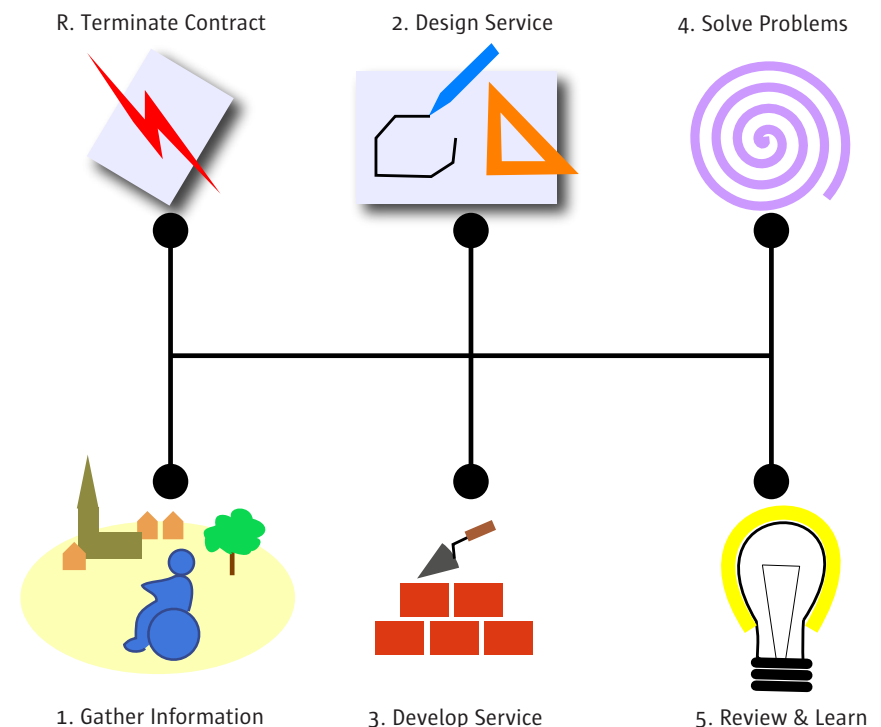 R. Terminate Contract
2. Design Service
4. Solve Problems
1. Gather Information
3. Develop Service
5. Review & Learn